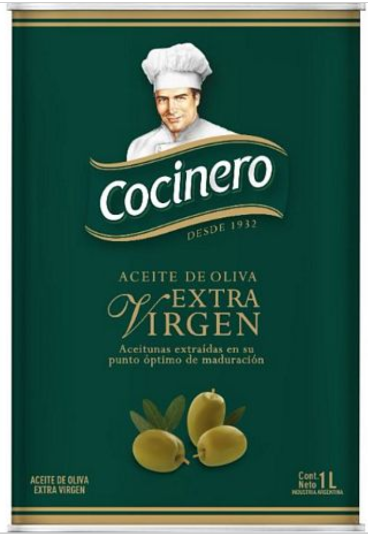 Cocinero
DESDE 1932
ACEITE DE OLIVA
EXTRA
VIRGEN
Aceitunas extraídas en su
punto óptimo de maduración
ACEITE DE OLIVA
EXTRA VIRGEN
Cont. 1L
Neto
INDUSTRIA ARGENTINA